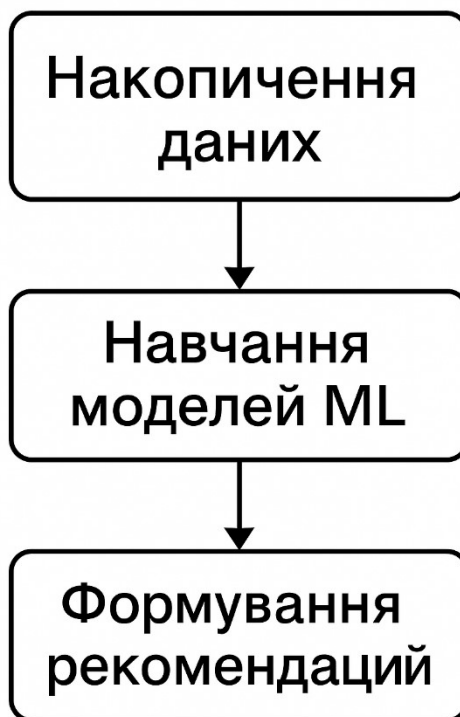 Накопичення
даних
Навчання
моделей ML
Формування
рекомендаций